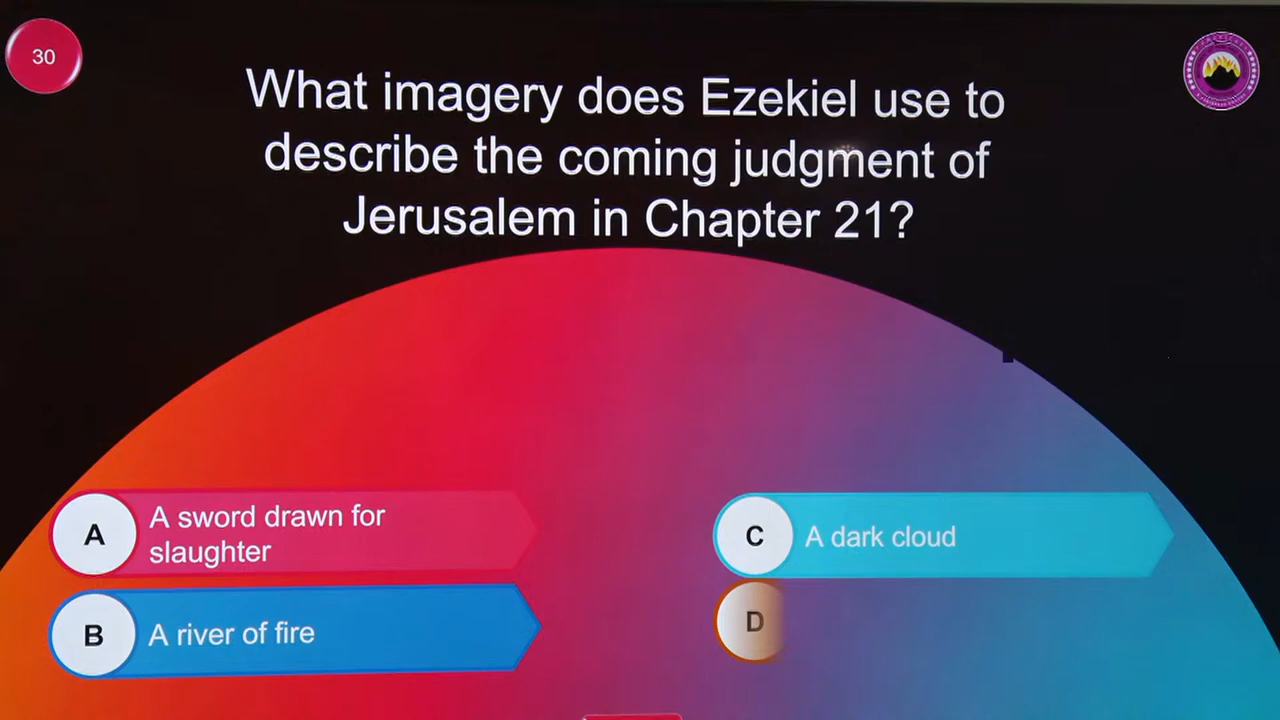 30
What imagery does Ezekiel use to
describe the coming judgment of
Jerusalem in Chapter 21?
A
A sword drawn for
slaughter
B
A river of fire
C
A dark cloud
D